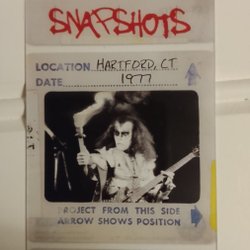 SNAPSHOTS
LOCATION HARTFORD, CT
DATE 1977
PROJECT FROM THIS SIDE
ARROW SHOWS POSITION